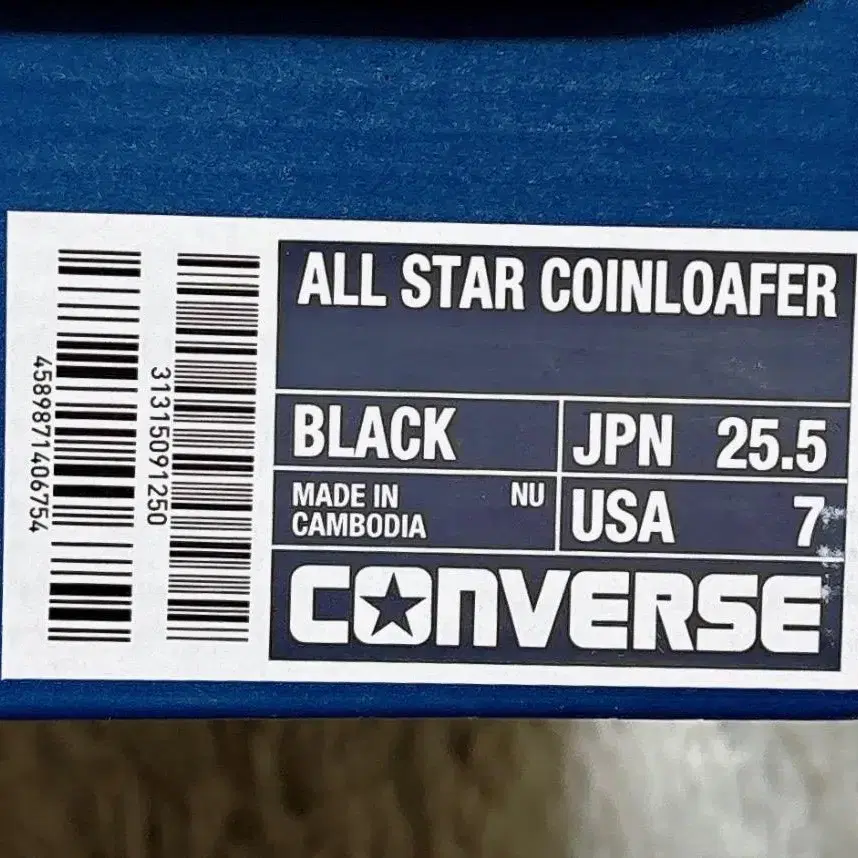 ALL STAR COINLOAFER
BLACK
JPN 25.5
MADE IN
CAMBODIA
NU
USA 7
CONVERSE
4589871406754
31315091250